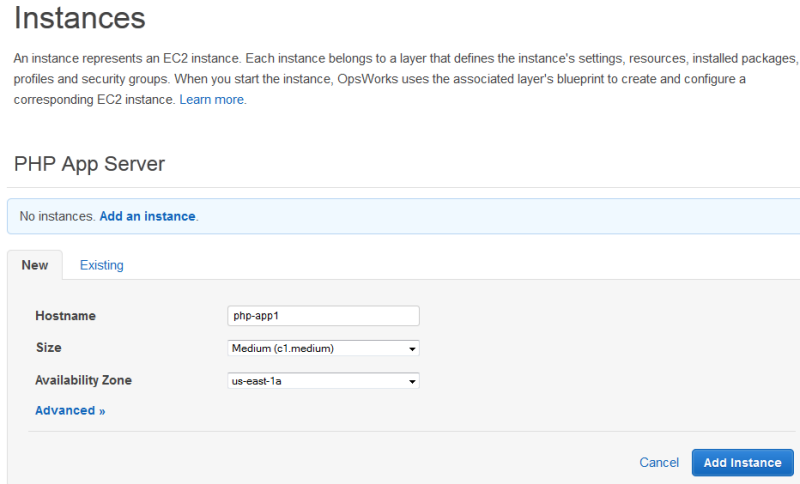 Instances
An instance represents an EC2 instance. Each instance belongs to a layer that defines the instance's settings, resources, installed packages,
profiles and security groups. When you start the instance, OpsWorks uses the associated layer's blueprint to create and configure a
corresponding EC2 instance. Learn more.
PHP App Server
No instances. Add an instance.
New Existing
Hostname php-app1
Size Medium (c1.medium)
Availability Zone us-east-1a
Advanced »
Cancel Add Instance